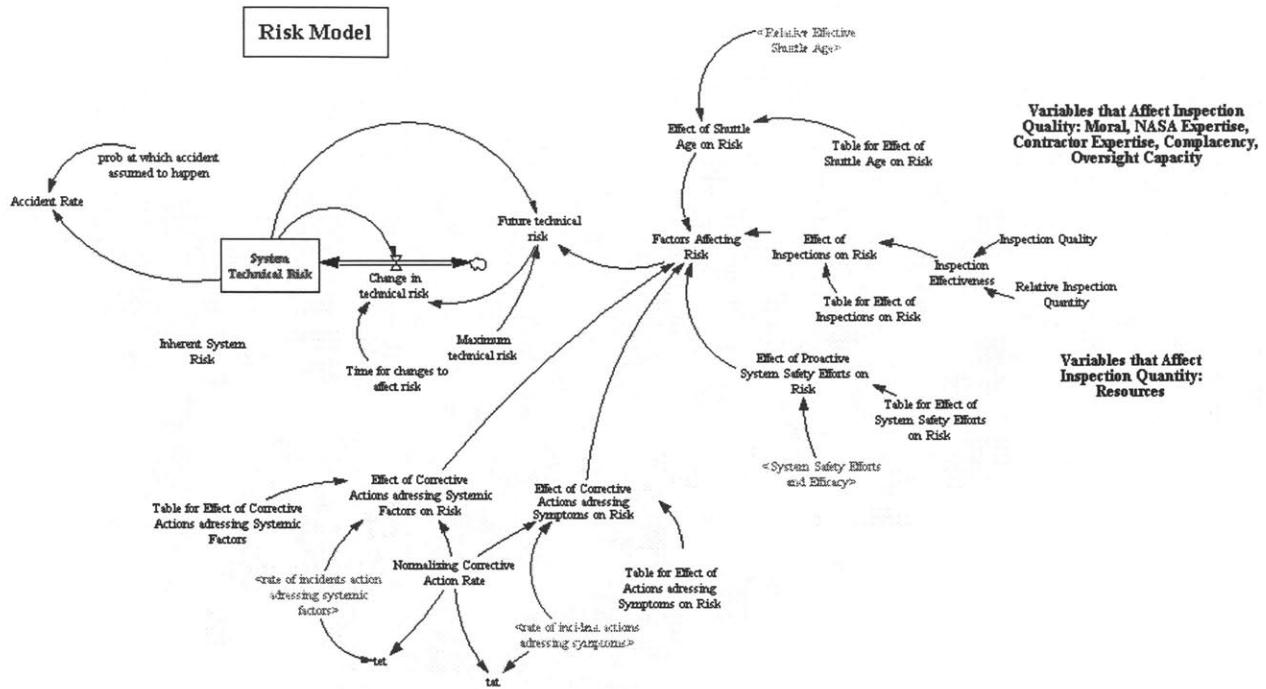 Risk Model
<Relative Effective
Shuttle Age>
Variables that Affect Inspection
Quality: Moral, NASA Expertise,
Contractor Expertise, Complacency,
Oversight Capacity
Effect of Shuttle
Age on Risk
Table for Effect of
Shuttle Age on Risk
prob at which accident
assumed to happen
Accident Rate
Future technical
risk
Factors Affecting
Risk
Effect of
Inspections on Risk
Inspection Quality
System
Technical Risk
Change in
technical risk
Inspection
Effectiveness
Relative Inspection
Quantity
Table for Effect of
Inspections on Risk
Inherent System
Risk
Maximum
technical risk
Time for changes to
affect risk
Effect of Proactive
System Safety Efforts on
Risk
Variables that Affect
Inspection Quantity:
Resources
Table for Effect of
System Safety Efforts
on Risk
<System Safety Efforts
and Efficacy>
Effect of Corrective
Actions adressing Systemic
Factors on Risk
Effect of Corrective
Actions adressing
Symptoms on Risk
Table for Effect of Corrective
Actions adressing Systemic
Factors
Normalizing Corrective
Action Rate
Table for Effect of
Actions adressing
Symptoms on Risk
<rate of incidents action
adressing systemic
factors>
<rate of actions
adressing symptoms>
tet
tat